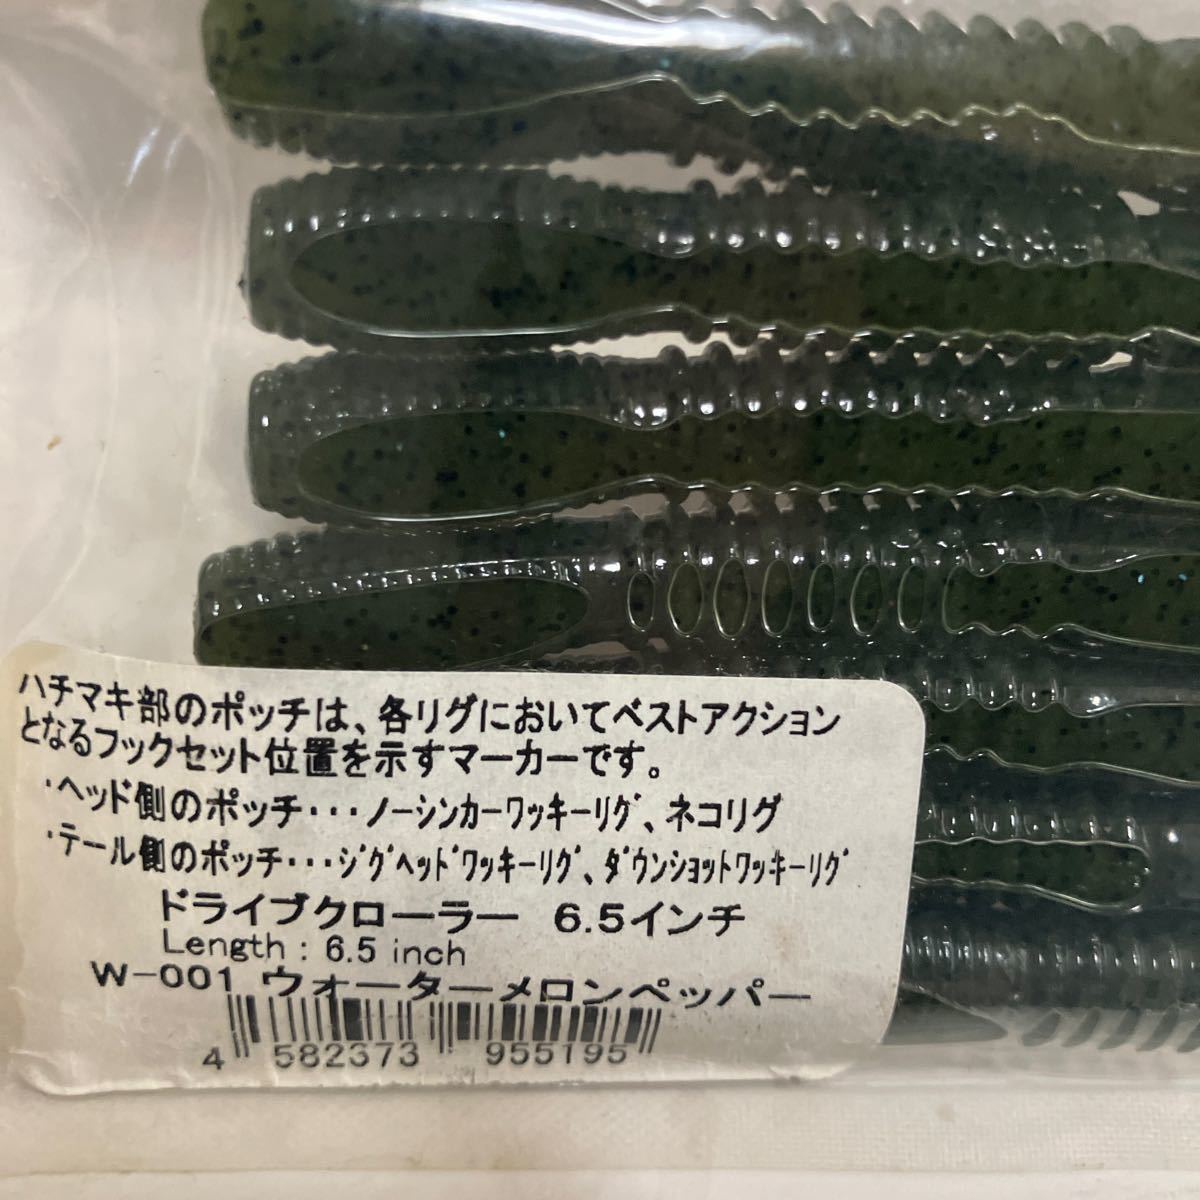 ハチマキ部のポッチは、各リグにおいてベストアクション
となるフックセット位置を示すマーカーです。
・ヘッド側のポッチ・・・ノーシンカーワッキーリグ、ネコリグ
・テール側のポッチ・・・ジグヘッドワッキーリグ、ダウンショットワッキーリグ
ドライブクローラー 6.5インチ
Length : 6.5 inch
W-001 ウォーターメロンペッパー
4 582373 955195